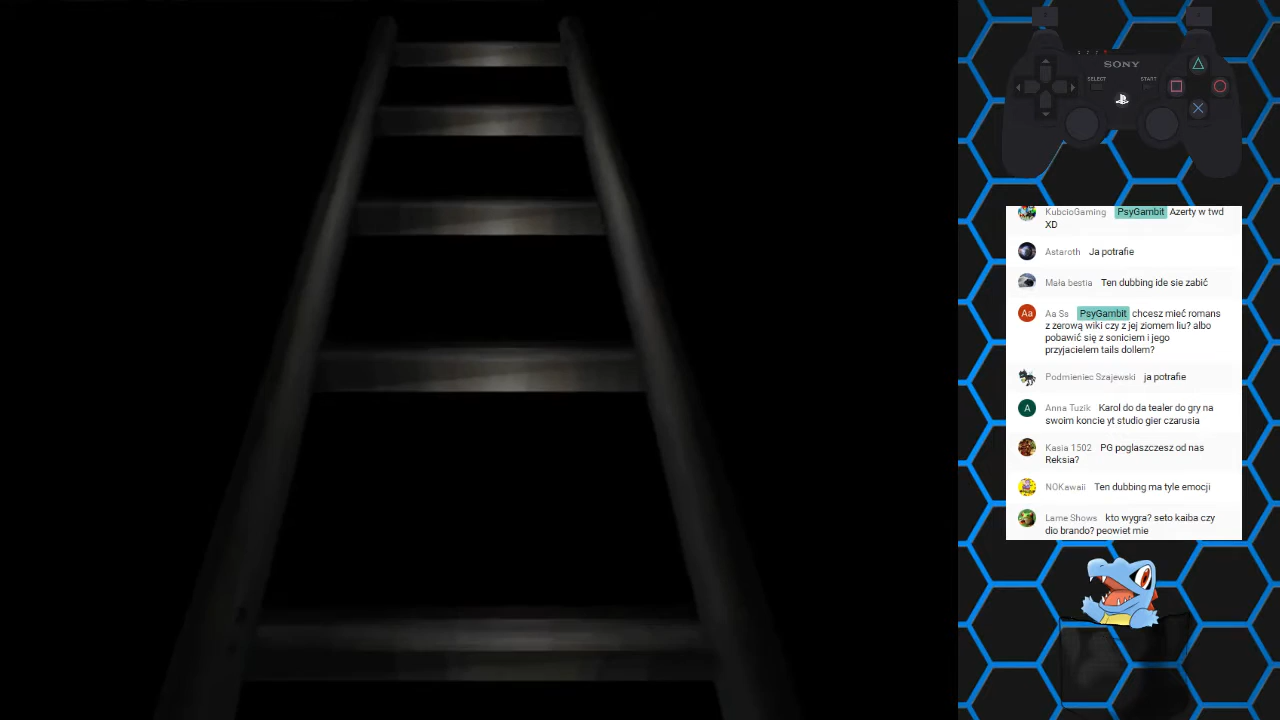 SONY
SELECT
START
KubcioGaming PsyGambit Azerty w twd
XD
Astaroth Ja potrafie
Mała bestia Ten dubbing ide sie zabić
Aa
Aa Ss PsyGambit chcesz mieć romans
z zerową wiki czy z jej ziomem liu? albo
pobawić się z soniciem i jego
przyjacielem tails dollem?
Podmieniec Szajewski ja potrafie
A
Anna Tuzik Karol do da tealer do gry na
swoim koncie yt studio gier czarusia
Kasia 1502 PG poglaszczesz od nas
Reksia?
NOKawaii Ten dubbing ma tyle emocji
Lame Shows kto wygra? seto kaiba czy
dio brando? peowiet mie